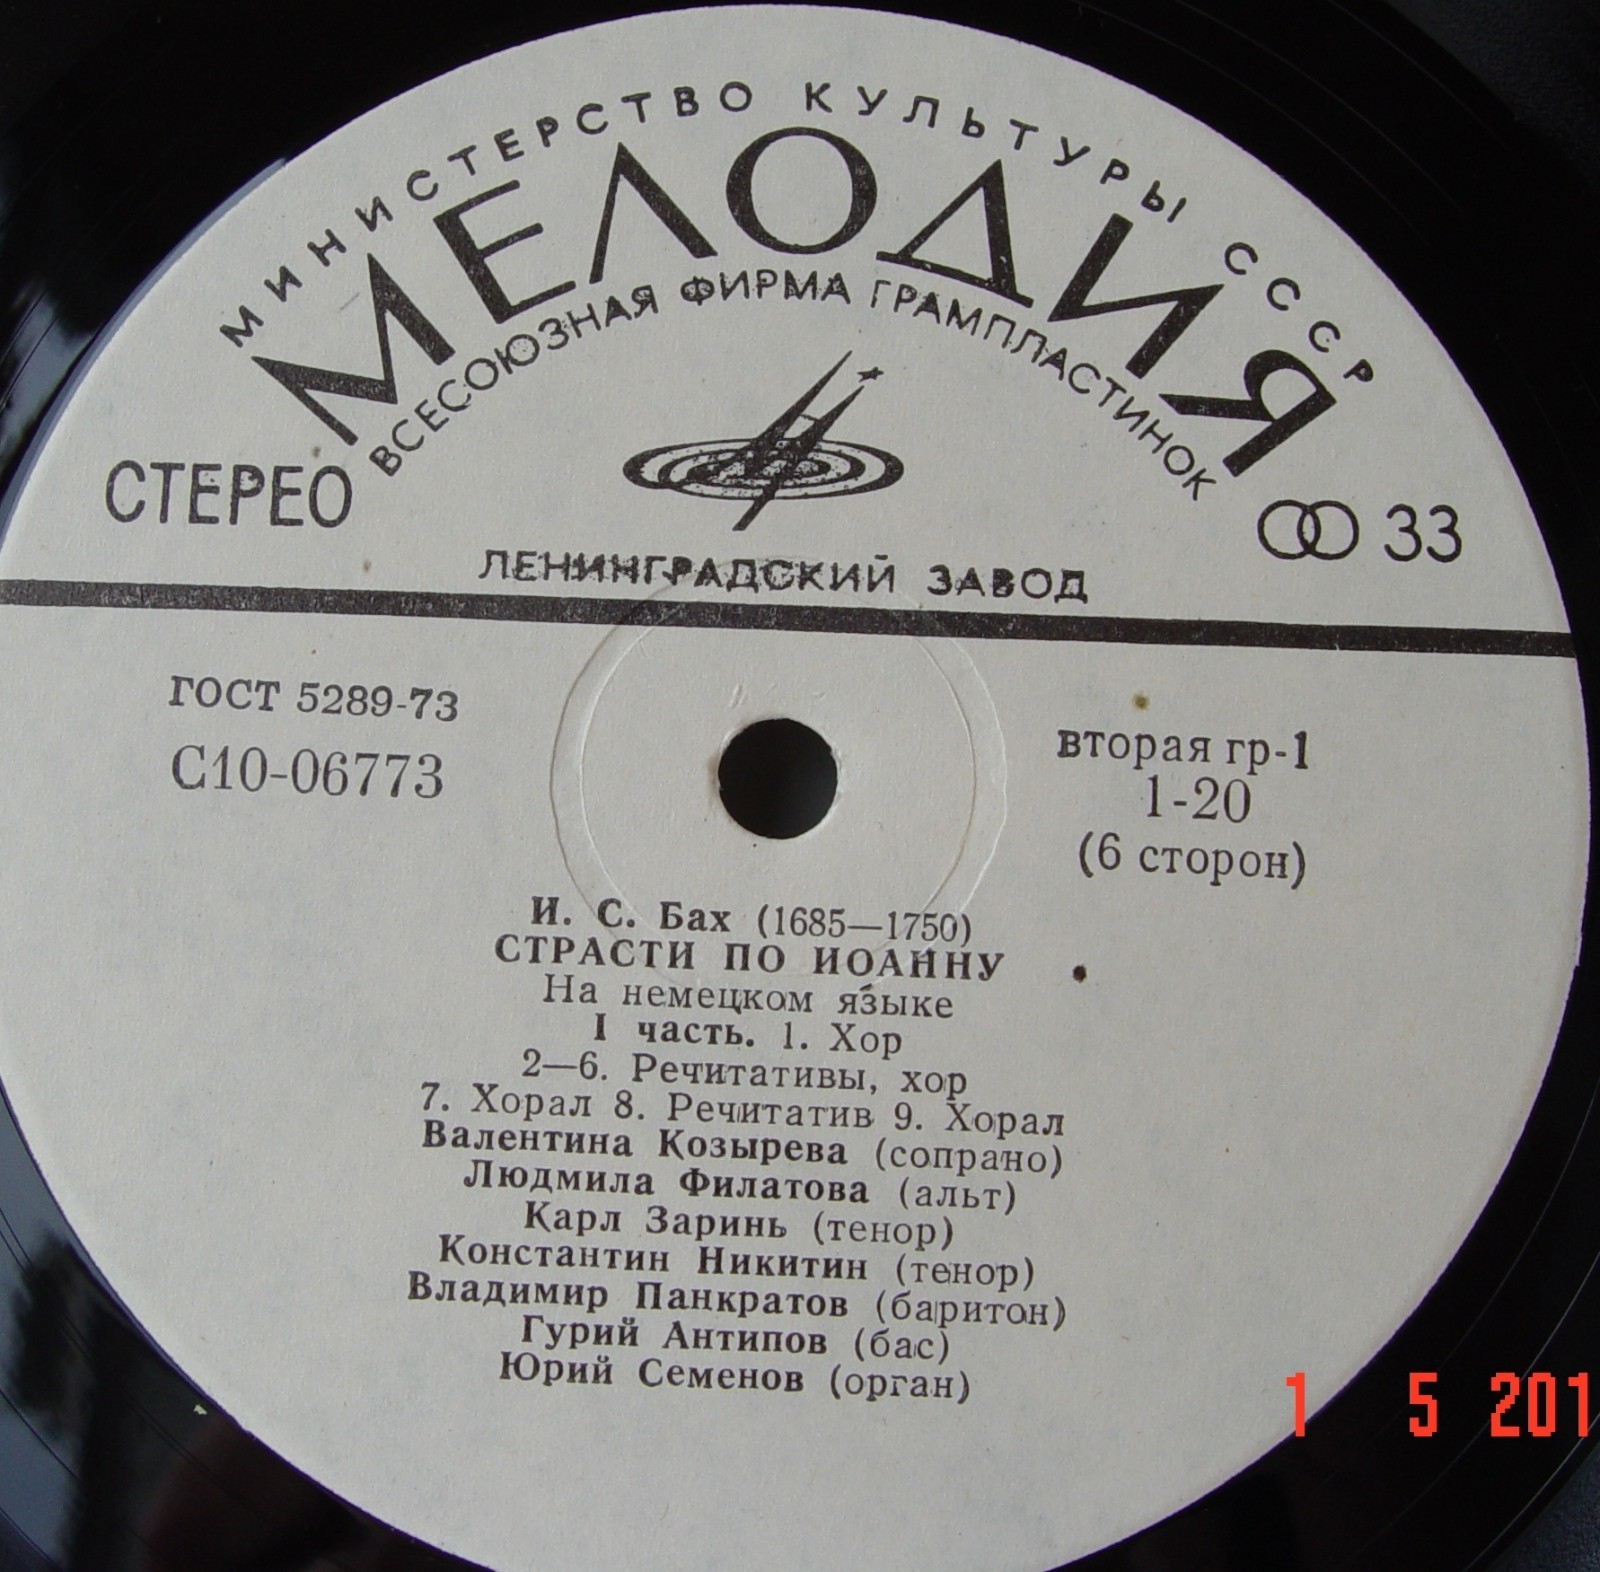 МИНИСТЕРСТВО КУЛЬТУРЫ СССР
МЕЛОДИЯ
ВСЕСОЮЗНАЯ ФИРМА ГРАМПЛАСТИНОК
СТЕРЕО
33
ЛЕНИНГРАДСКИЙ ЗАВОД
ГОСТ 5289-73
С10-06773
вторая гр-1
1-20
(6 сторон)
И. С. Бах (1685—1750)
СТРАСТИ ПО ИОАННУ
На немецком языке
I часть. 1. Хор
2—6. Речитативы, хор
7. Хорал 8. Речитатив 9. Хорал
Валентина Козырева (сопрано)
Людмила Филатова (альт)
Карл Заринь (тенор)
Константин Никитин (тенор)
Владимир Панкратов (баритон)
Гурий Антипов (бас)
Юрий Семенов (орган)
1 5 201